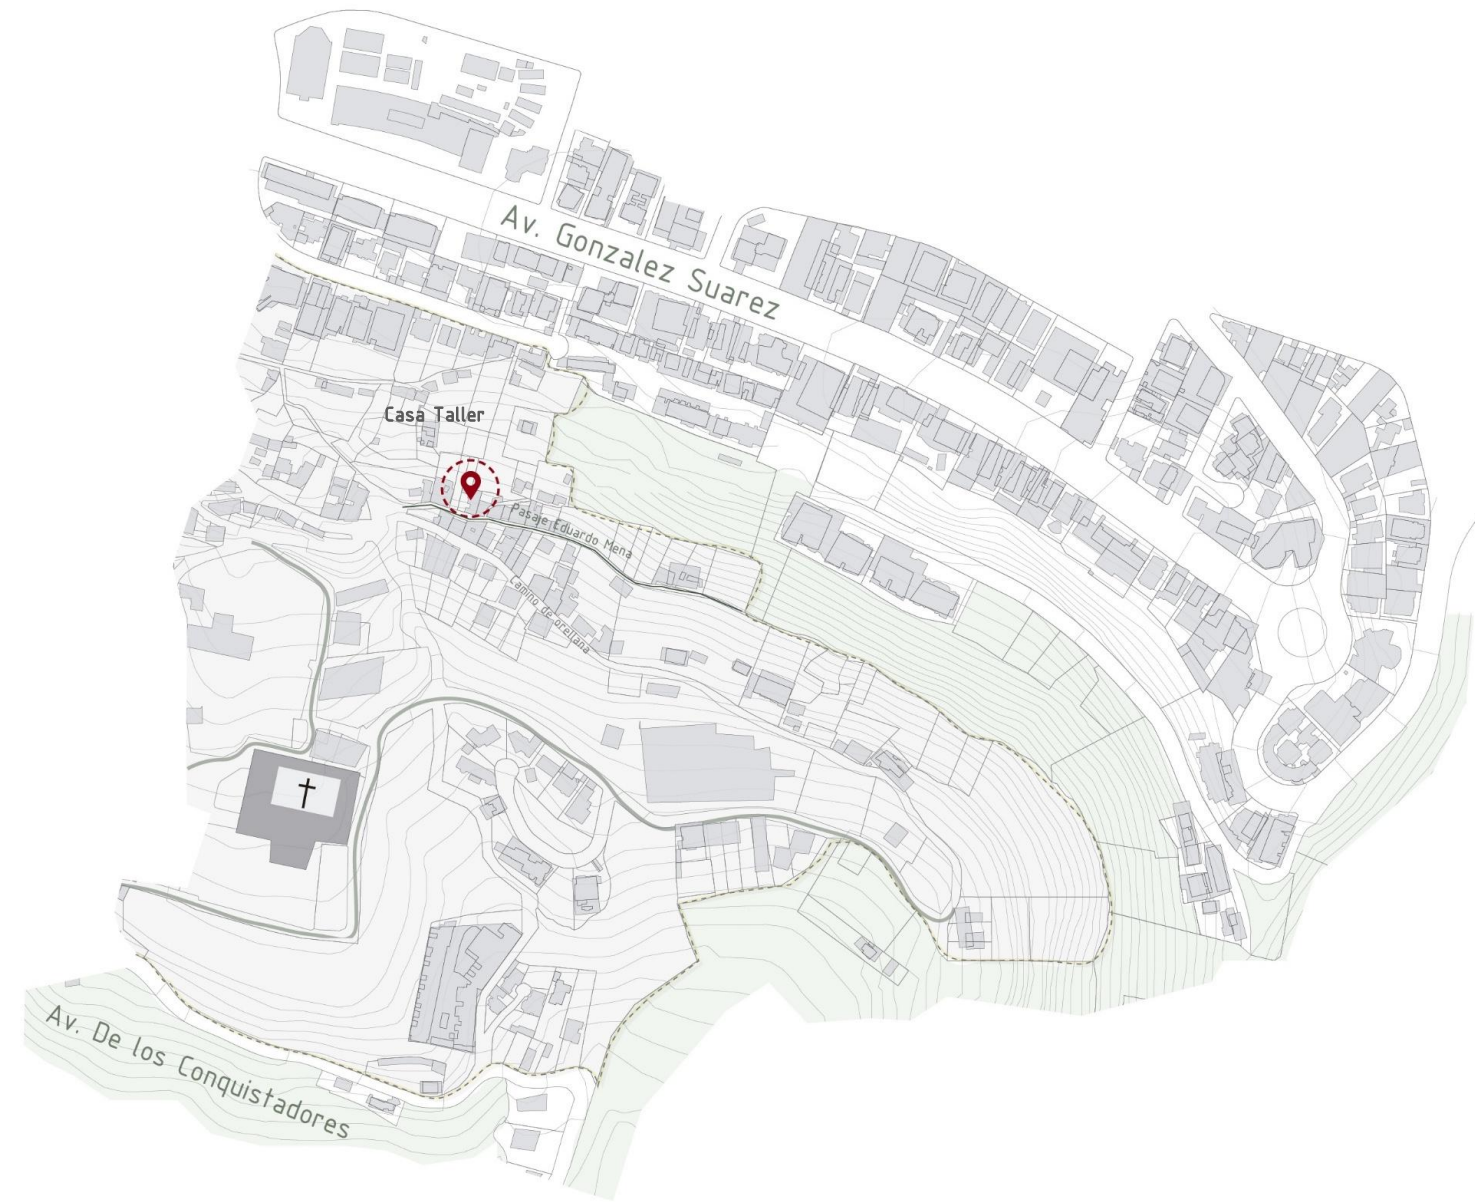 Av. Gonzalez Suarez
Casa Taller
Pasaje Eduardo Mena
Camino de orellana
Av. De los Conquistadores